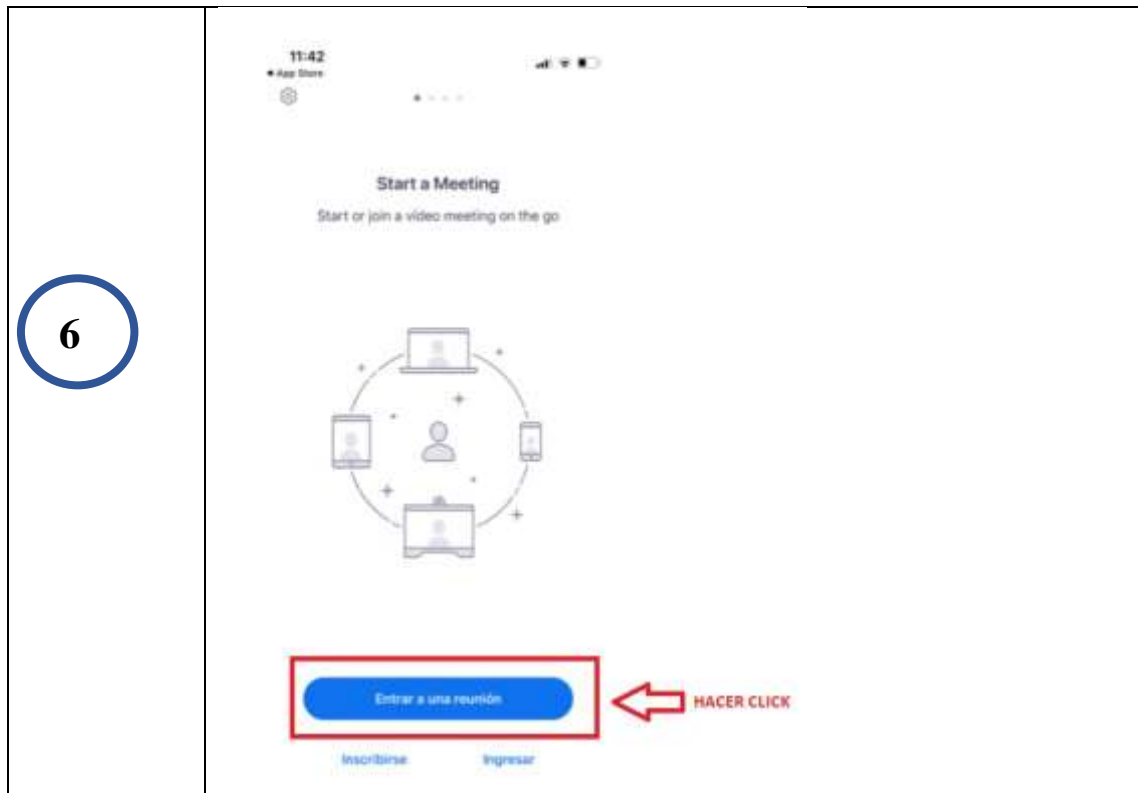 6
11:42
App Store
Start a Meeting
Start or join a video meeting on the go
Entrar a una reunión
HACER CLICK
Inscribirse
Ingresar